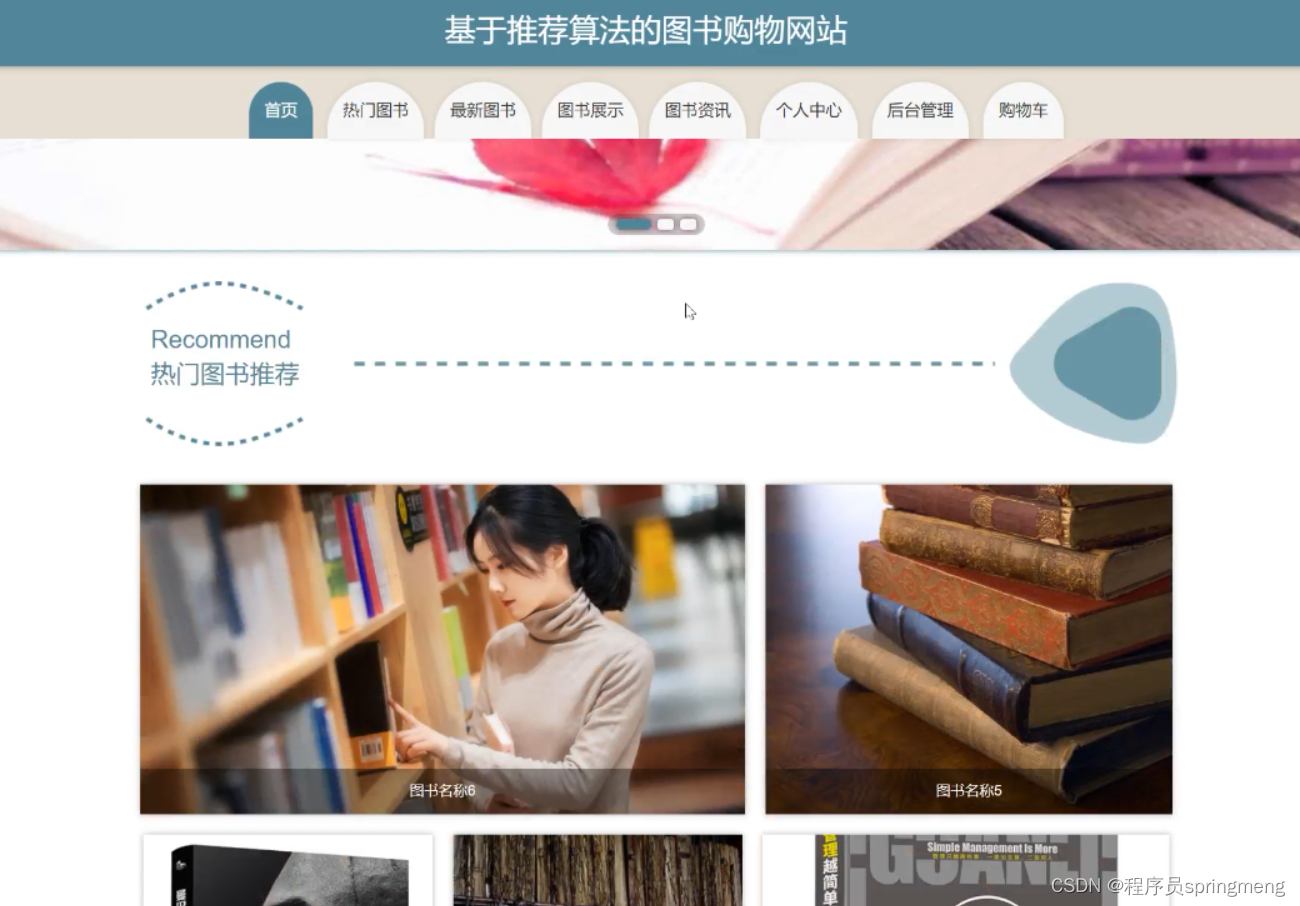 基于推荐算法的图书购物网站
首页
热门图书
最新图书
图书展示
图书资讯
个人中心
后台管理
购物车
Recommend
热门图书推荐
图书名称6
图书名称5
Simple Management Is More
理越简单
CSDN @程序员springmeng